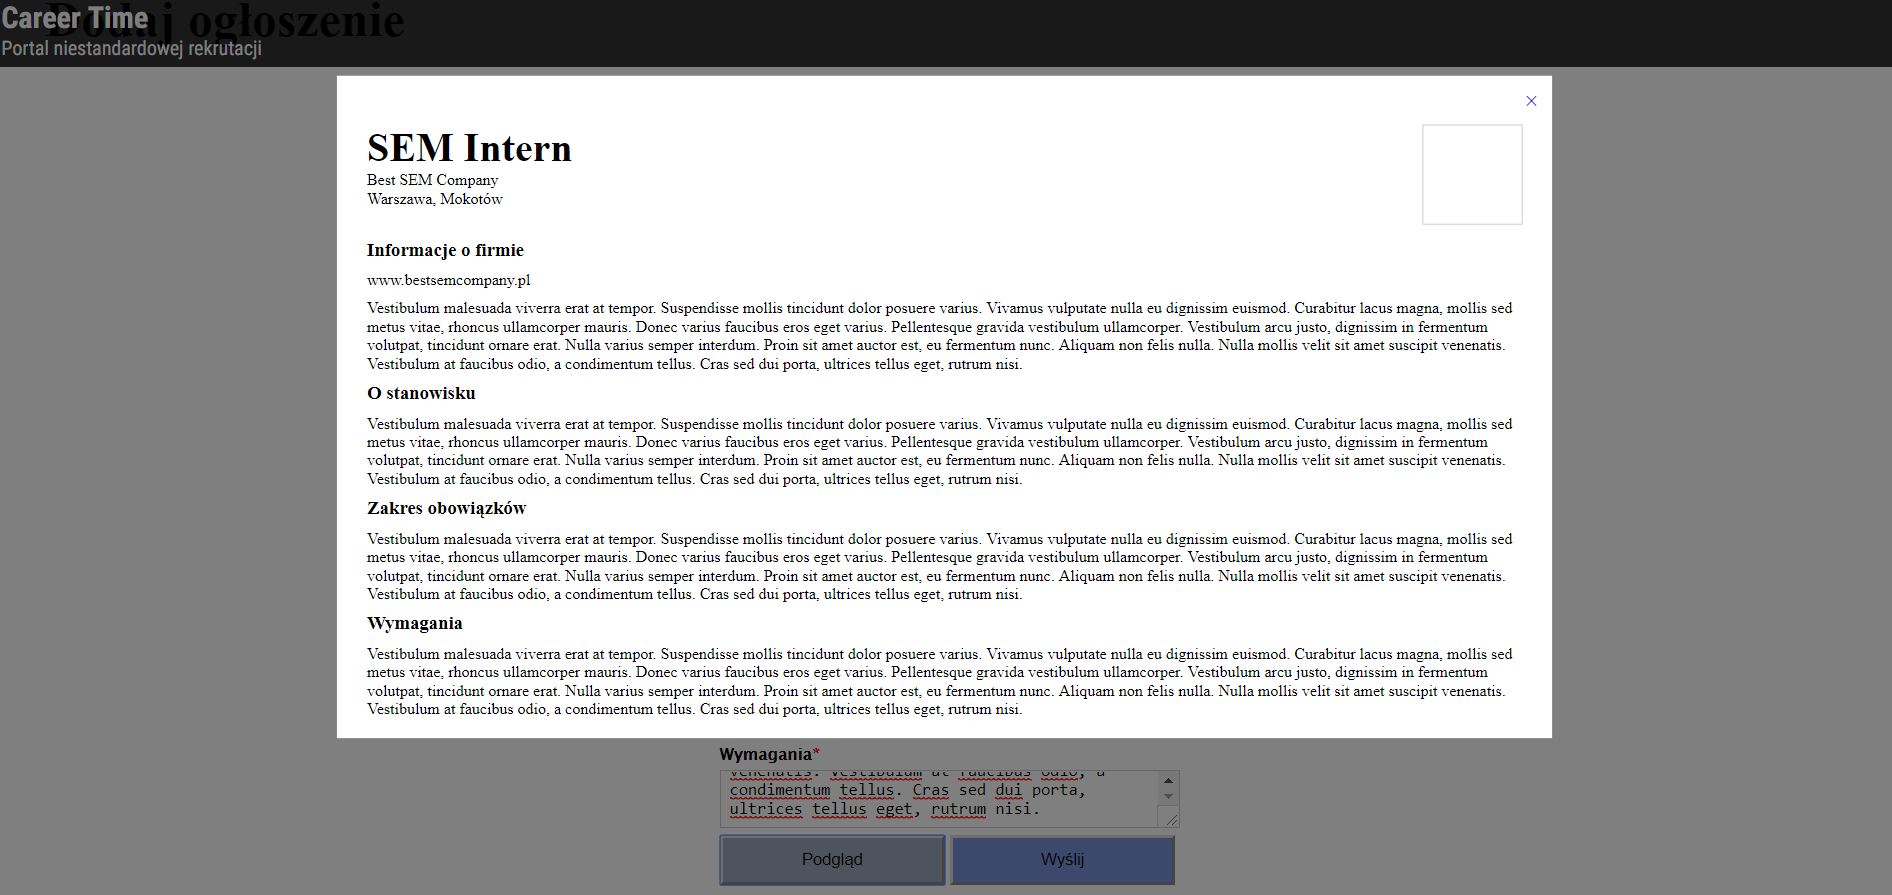 Career Time
Dodaj ogłoszenie
Portal niestandardowej rekrutacji
SEM Intern
Best SEM Company
Warszawa, Mokotów
Informacje o firmie
www.bestsemcompany.pl
Vestibulum malesuada viverra erat at tempor. Suspendisse mollis tincidunt dolor posuere varius. Vivamus vulputate nulla eu dignissim euismod. Curabitur lacus magna, mollis sed
metus vitae, rhoncus ullamcorper mauris. Donec varius faucibus eros eget varius. Pellentesque gravida vestibulum ullamcorper. Vestibulum arcu justo, dignissim in fermentum
volutpat, tincidunt ornare erat. Nulla varius semper interdum. Proin sit amet auctor est, eu fermentum nunc. Aliquam non felis nulla. Nulla mollis velit sit amet suscipit venenatis.
Vestibulum at faucibus odio, a condimentum tellus. Cras sed dui porta, ultrices tellus eget, rutrum nisi.
O stanowisku
Vestibulum malesuada viverra erat at tempor. Suspendisse mollis tincidunt dolor posuere varius. Vivamus vulputate nulla eu dignissim euismod. Curabitur lacus magna, mollis sed
metus vitae, rhoncus ullamcorper mauris. Donec varius faucibus eros eget varius. Pellentesque gravida vestibulum ullamcorper. Vestibulum arcu justo, dignissim in fermentum
volutpat, tincidunt ornare erat. Nulla varius semper interdum. Proin sit amet auctor est, eu fermentum nunc. Aliquam non felis nulla. Nulla mollis velit sit amet suscipit venenatis.
Vestibulum at faucibus odio, a condimentum tellus. Cras sed dui porta, ultrices tellus eget, rutrum nisi.
Zakres obowiązków
Vestibulum malesuada viverra erat at tempor. Suspendisse mollis tincidunt dolor posuere varius. Vivamus vulputate nulla eu dignissim euismod. Curabitur lacus magna, mollis sed
metus vitae, rhoncus ullamcorper mauris. Donec varius faucibus eros eget varius. Pellentesque gravida vestibulum ullamcorper. Vestibulum arcu justo, dignissim in fermentum
volutpat, tincidunt ornare erat. Nulla varius semper interdum. Proin sit amet auctor est, eu fermentum nunc. Aliquam non felis nulla. Nulla mollis velit sit amet suscipit venenatis.
Vestibulum at faucibus odio, a condimentum tellus. Cras sed dui porta, ultrices tellus eget, rutrum nisi.
Wymagania
Vestibulum malesuada viverra erat at tempor. Suspendisse mollis tincidunt dolor posuere varius. Vivamus vulputate nulla eu dignissim euismod. Curabitur lacus magna, mollis sed
metus vitae, rhoncus ullamcorper mauris. Donec varius faucibus eros eget varius. Pellentesque gravida vestibulum ullamcorper. Vestibulum arcu justo, dignissim in fermentum
volutpat, tincidunt ornare erat. Nulla varius semper interdum. Proin sit amet auctor est, eu fermentum nunc. Aliquam non felis nulla. Nulla mollis velit sit amet suscipit venenatis.
Vestibulum at faucibus odio, a condimentum tellus. Cras sed dui porta, ultrices tellus eget, rutrum nisi.
Wymagania*
venenatis. Vestibulum at faucibus odio, a
condimentum tellus. Cras sed dui porta,
ultrices tellus eget, rutrum nisi.
Podgląd
Wyślij